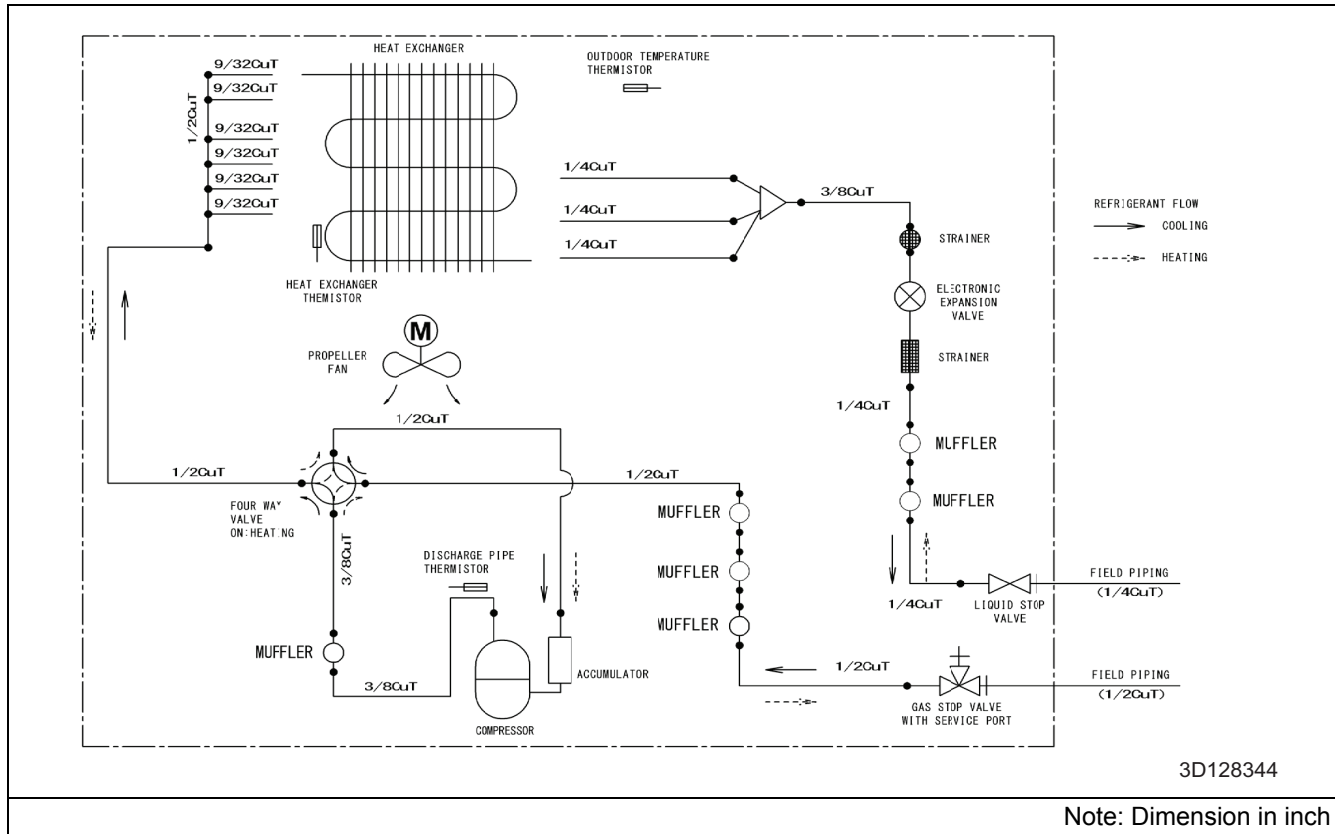 HEAT EXCHANGER
OUTDOOR TEMPERATURE
THERMISTOR
9/32CuT
9/32CuT
1/2CuT
9/32CuT
9/32CuT
9/32CuT
9/32CuT
1/4CuT
1/4CuT
1/4CuT
3/8CuT
REFRIGERANT FLOW
COOLING
HEATING
STRAINER
ELECTRONIC
EXPANSION
VALVE
STRAINER
HEAT EXCHANGER
THEMISTOR
M
PROPELLER
FAN
1/2CuT
1/4CuT
MUFFLER
MUFFLER
1/2CuT
1/2CuT
FOUR WAY
VALVE
ON:HEATING
MUFFLER
MUFFLER
MUFFLER
3/8CuT
DISCHARGE PIPE
THERMISTOR
MUFFLER
3/8CuT
ACCUMULATOR
COMPRESSOR
1/4CuT
LIQUID STOP
VALVE
FIELD PIPING
(1/4CuT)
1/2CuT
GAS STOP VALVE
WITH SERVICE PORT
FIELD PIPING
(1/2CuT)
3D128344
Note: Dimension in inch